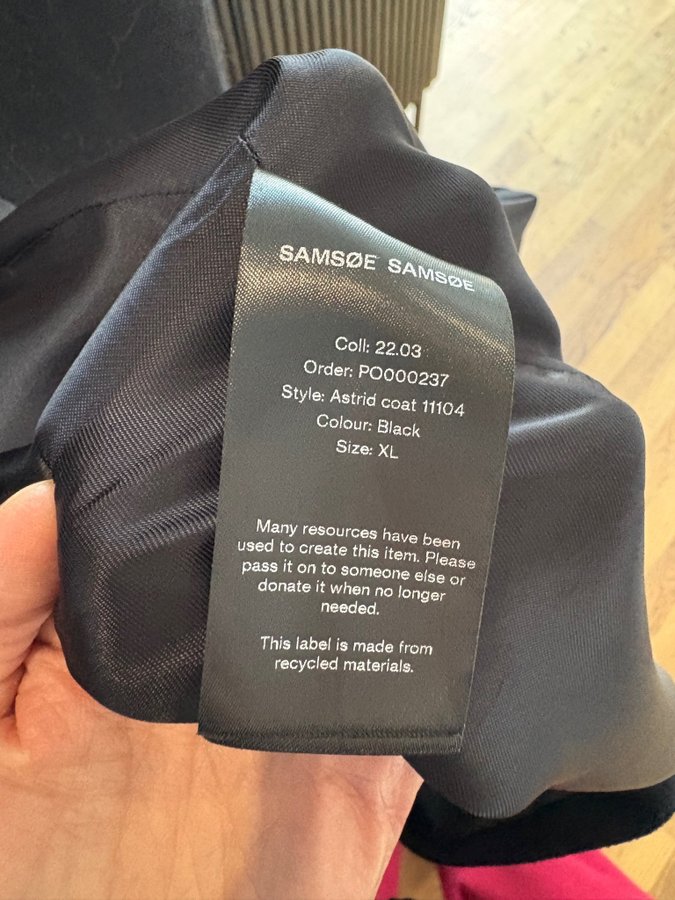 SAMSØE SAMSØE
Coll: 22.03
Order: PO000237
Style: Astrid coat 11104
Colour: Black
Size: XL
Many resources have been
used to create this item. Please
pass it on to someone else or
donate it when no longer
needed.
This label is made from
recycled materials.